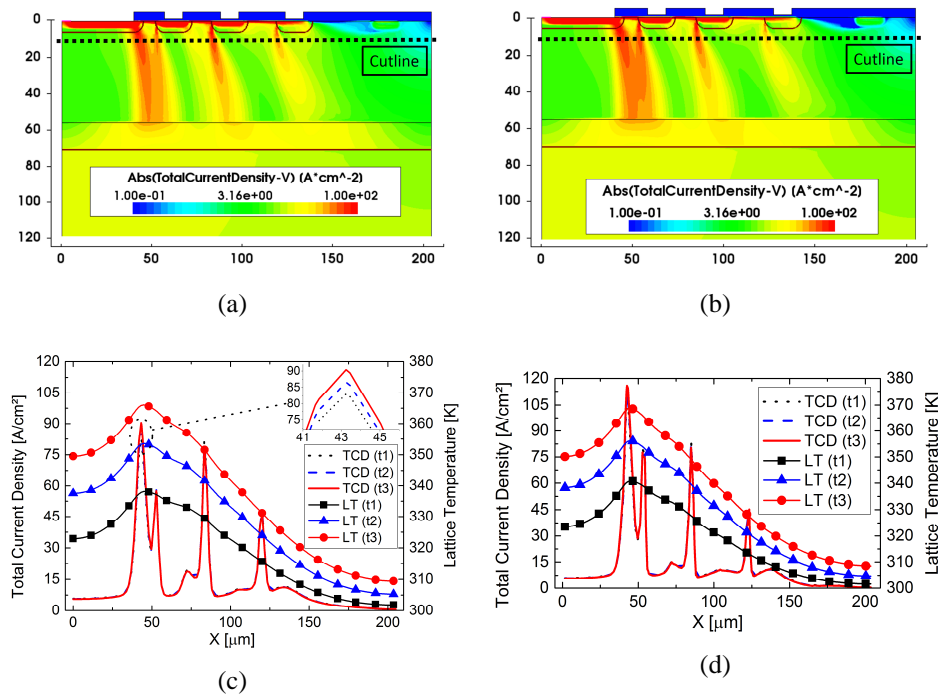 0
20
40
60
80
100
120
Cutline
Abs(TotalCurrentDensity-V) (A*cm^-2)
1.00e-01 3.16e+00 1.00e+02
0 50 100 150 200
(a)
0
20
40
60
80
100
120
Cutline
Abs(TotalCurrentDensity-V) (A*cm^-2)
1.00e-01 3.16e+00 1.00e+02
0 50 100 150 200
(b)
Total Current Density [A/cm²]
120
105
90
75
60
45
30
15
0
90
85
80
75
41 43 45
TCD (t1)
TCD (t2)
TCD (t3)
LT (t1)
LT (t2)
LT (t3)
380
370
360
350
340
330
320
310
300
Lattice Temperature [K]
0 50 100 150 200
X [µm]
(c)
Total Current Density [A/cm²]
120
105
90
75
60
45
30
15
0
TCD (t1)
TCD (t2)
TCD (t3)
LT (t1)
LT (t2)
LT (t3)
380
370
360
350
340
330
320
310
300
Lattice Temperature [K]
0 50 100 150 200
X [µm]
(d)